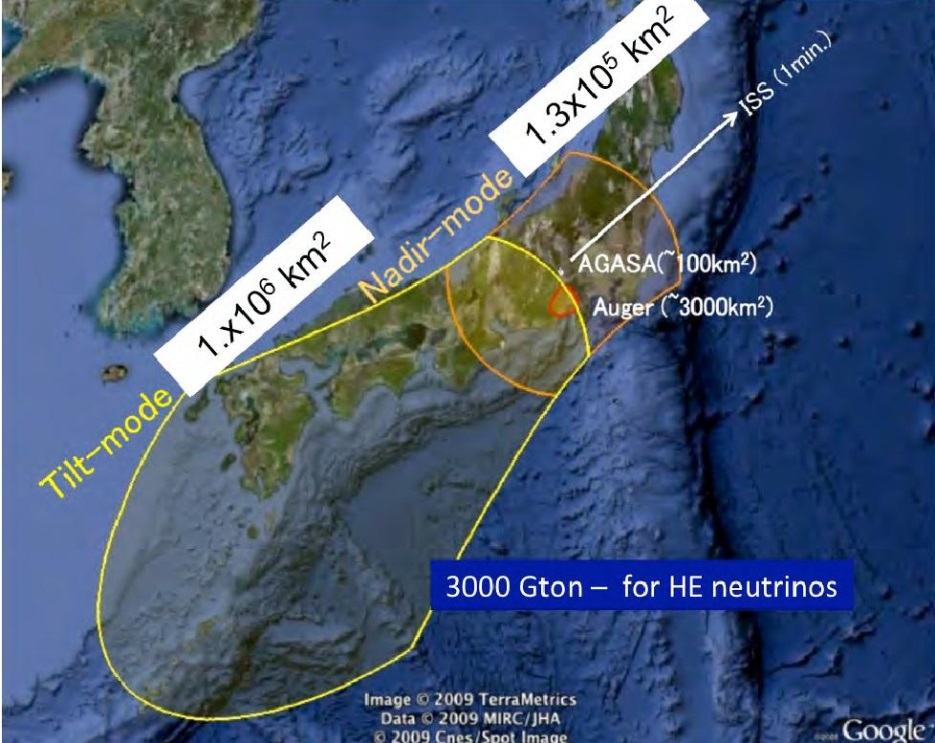 1.3x10⁵ km²
ISS (1min.)
Nadir-mode
1.x10⁶ km²
AGASA(~100km²)
Auger (~3000km²)
Tilt-mode
3000 Gton – for HE neutrinos
Image © 2009 TerraMetrics
Data © 2009 MIRC/JHA
© 2009 Cnes/Spot Image
Google